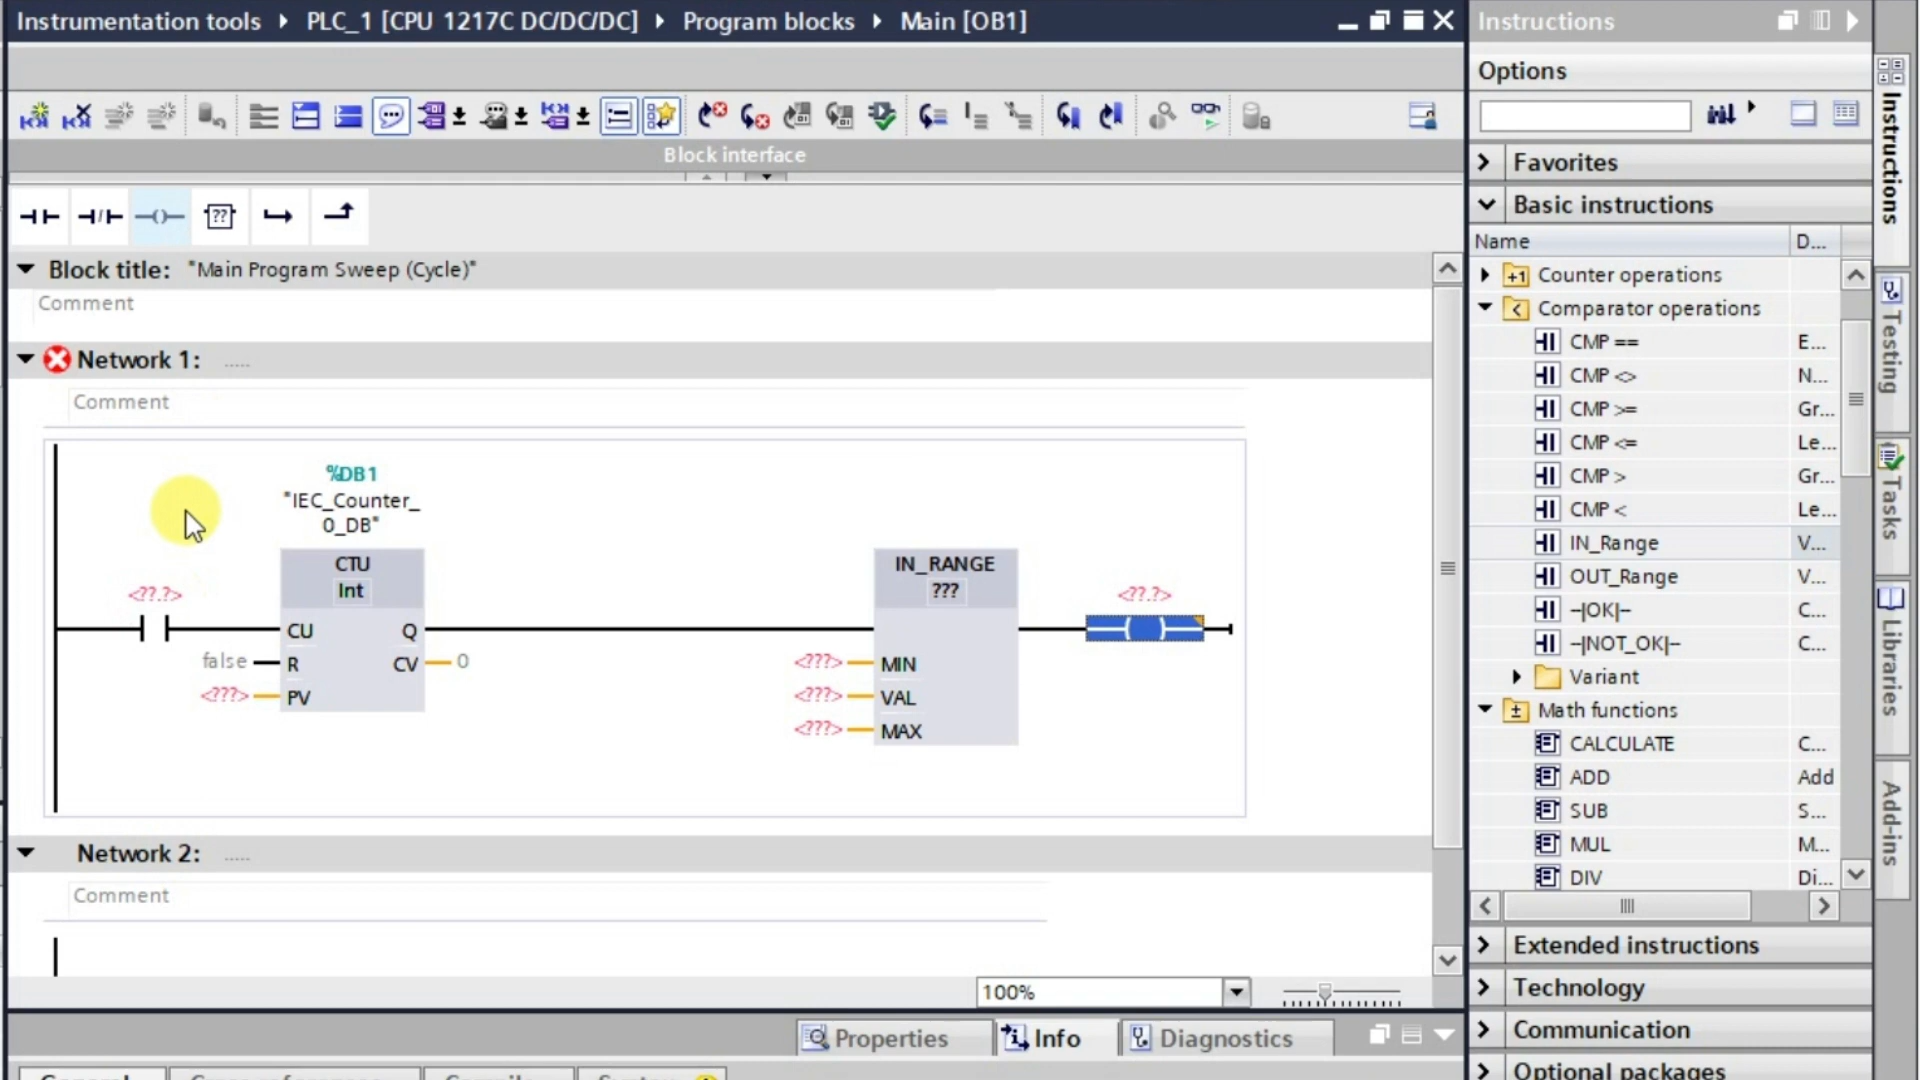 Instrumentation tools PLC_1 [CPU 1217C DC/DC/DC] Program blocks Main [OB1]
Block interface
??
Block title: "Main Program Sweep (Cycle)"
Comment
Network 1: .....
Comment
%DB1
"IEC_Counter_
0_DB"
CTU
Int
<??.?>
CU Q
false R CV 0
<???> PV
IN_RANGE
???
<??.?>
<???> MIN
<???> VAL
<???> MAX
Network 2: .....
Comment
100%
Properties Info Diagnostics
General
Instructions
Options
Favorites
Basic instructions
Name D...
Counter operations
Comparator operations
CMP == E...
CMP <> N...
CMP >= Gr...
CMP <= Le...
CMP > Gr...
CMP < Le...
IN_Range V...
OUT_Range V...
-|OK|- C...
-|NOT_OK|- C...
Variant
Math functions
CALCULATE C...
ADD Add
SUB S...
MUL M...
DIV Di...
Extended instructions
Technology
Communication
Optional packages
Instructions
Testing
Tasks
Libraries
Add-ins